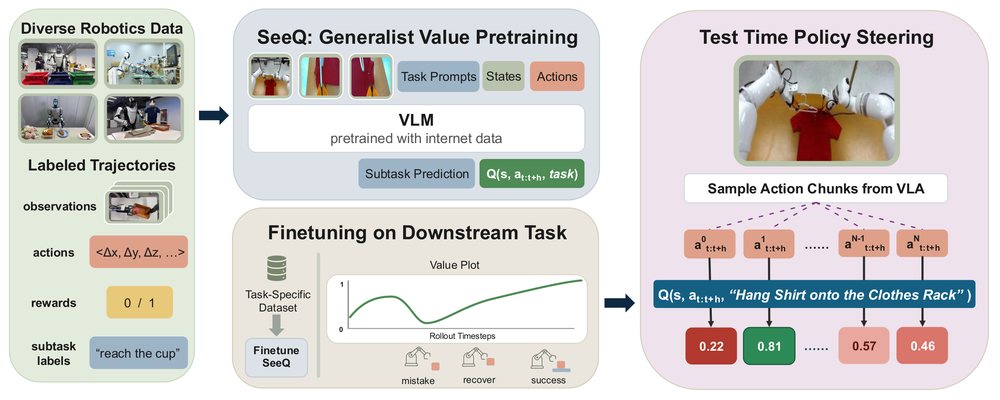 Diverse Robotics Data
Labeled Trajectories
observations
actions
<Δx, Δy, Δz, …>
rewards
0 / 1
subtask
labels
“reach the cup”
SeeQ: Generalist Value Pretraining
Task Prompts
States
Actions
VLM
pretrained with internet data
Subtask Prediction
Q(s, at:t+h, task)
Finetuning on Downstream Task
Task-Specific
Dataset
Finetune
SeeQ
Value Plot
1
0
Rollout Timesteps
mistake
recover
success
Test Time Policy Steering
Sample Action Chunks from VLA
a0t:t+h
a1t:t+h
......
aN-1t:t+h
aNt:t+h
Q(s, at:t+h, “Hang Shirt onto the Clothes Rack” )
0.22
0.81
......
0.57
0.46